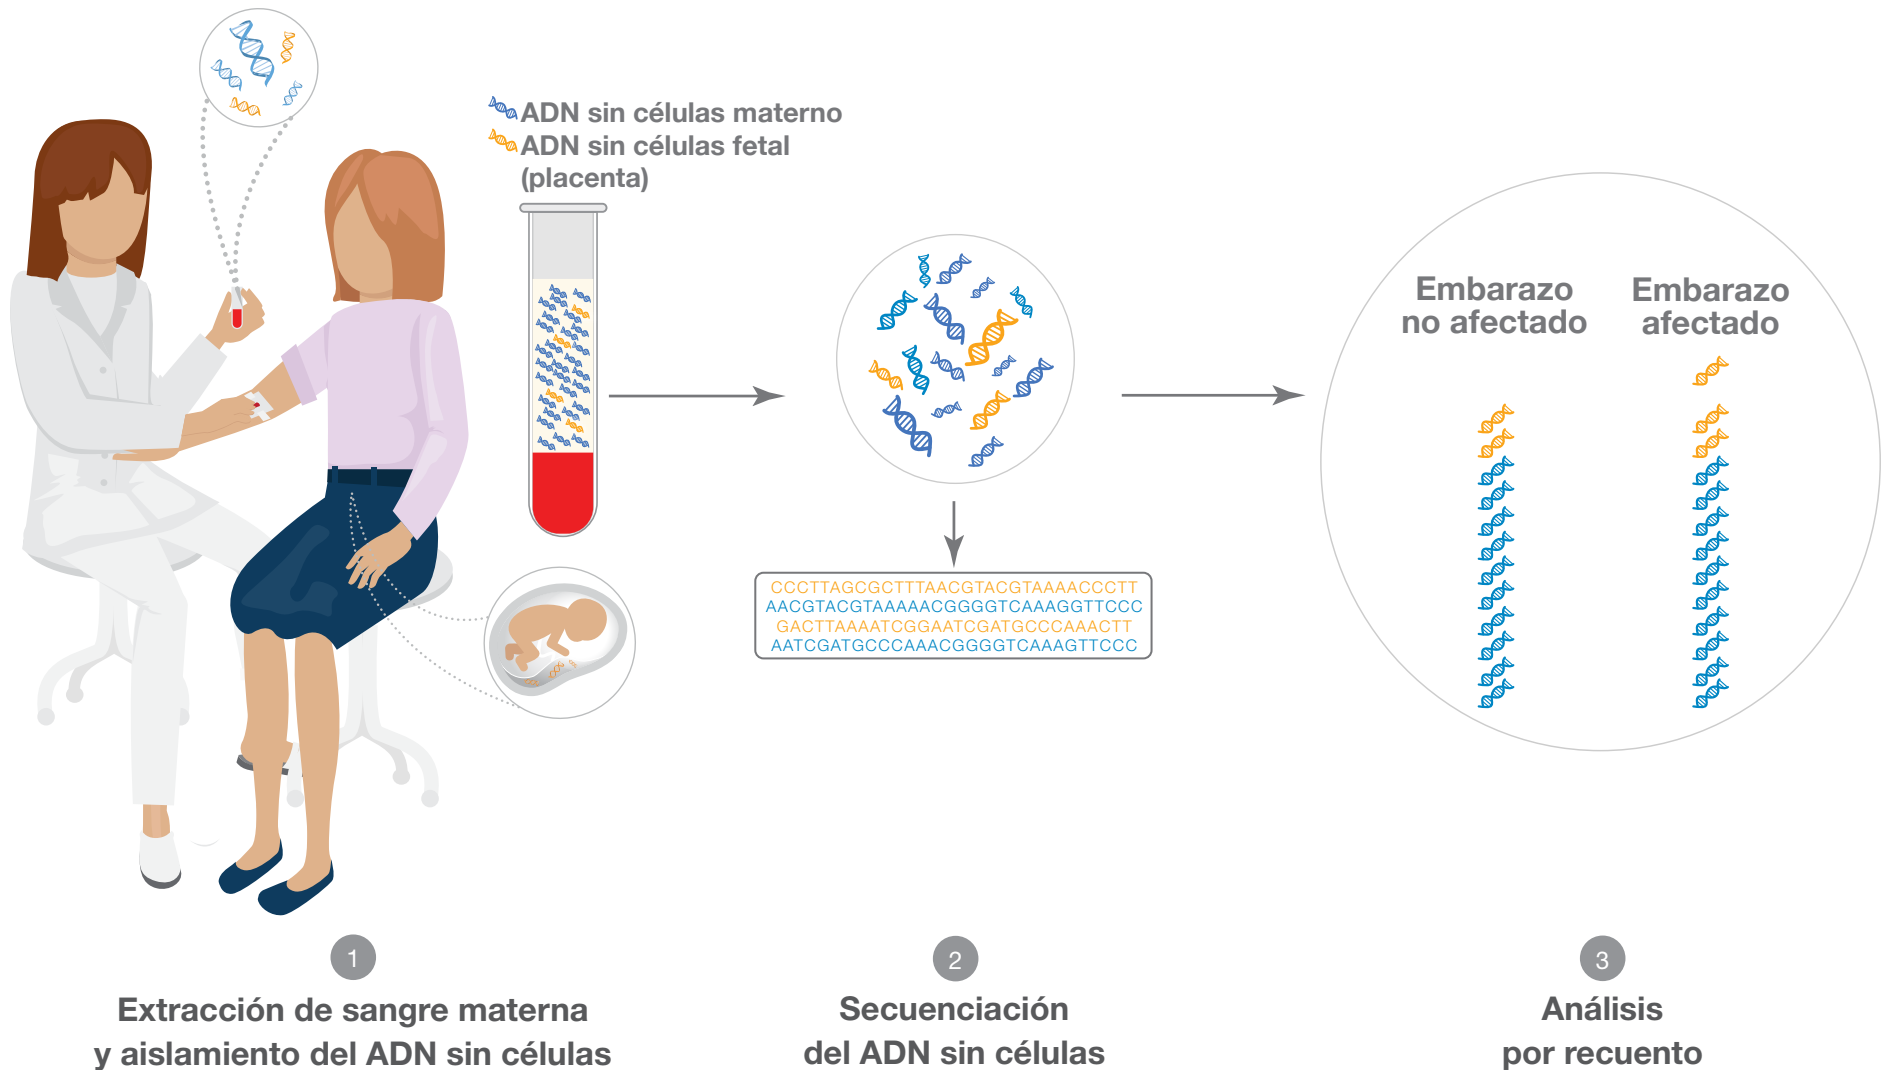 ADN sin células materno
ADN sin células fetal
(placenta)
Embarazo
no afectado
Embarazo
afectado
CCCTTAGCGCTTTAACGTACGTAAAACCCTT
AACGTACGTAAAAACGGGGTCAAAGGTTCCC
GACTTAAAATCGGAATCGATGCCCAAACTT
AATCGATGCCCAAACGGGGTCAAAGTTCCC
1
Extracción de sangre materna
y aislamiento del ADN sin células
2
Secuenciación
del ADN sin células
3
Análisis
por recuento